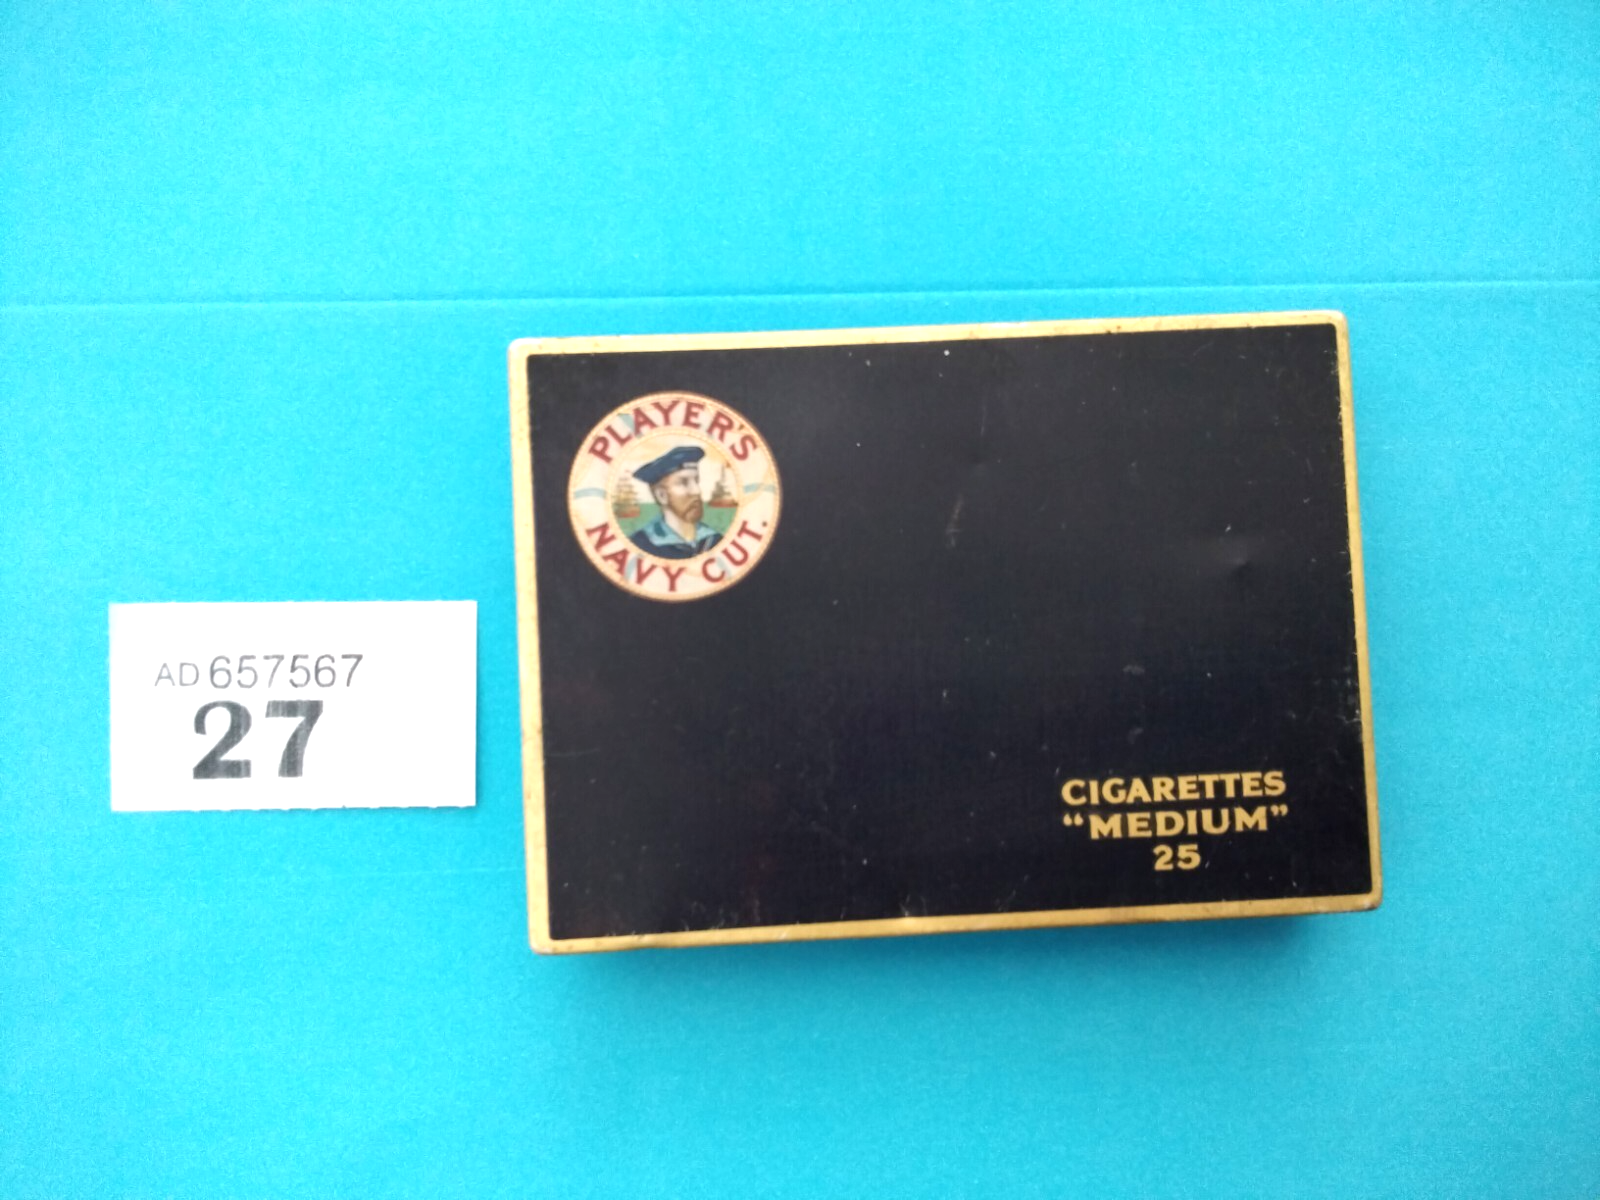 PLAYER'S
NAVY CUT.
AD 657567
27
CIGARETTES
“MEDIUM”
25